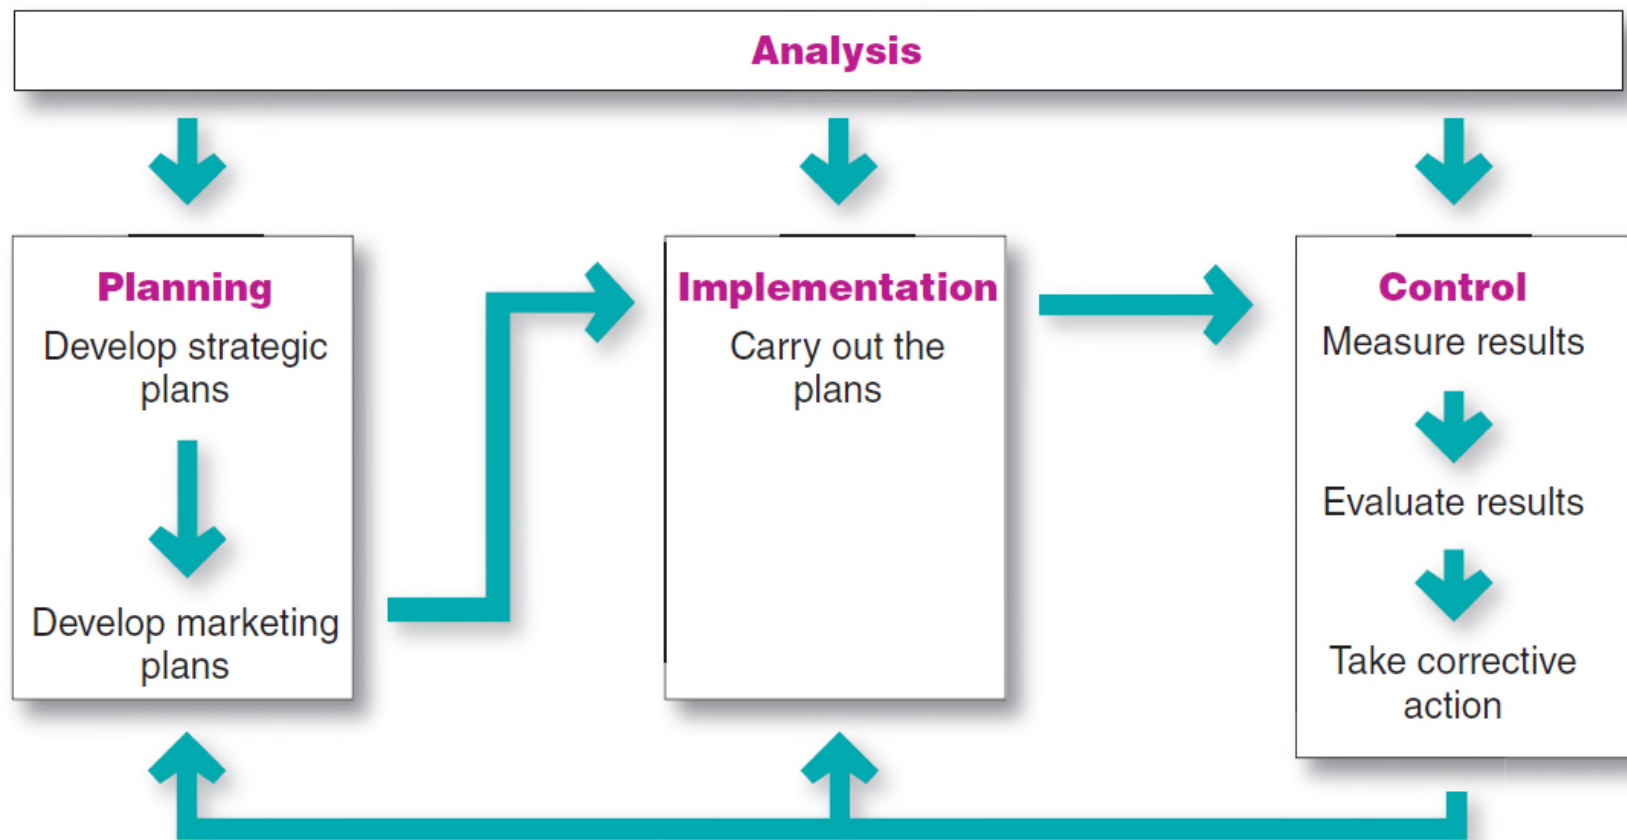 Analysis
Planning
Develop strategic
plans
Develop marketing
plans
Implementation
Carry out the
plans
Control
Measure results
Evaluate results
Take corrective
action